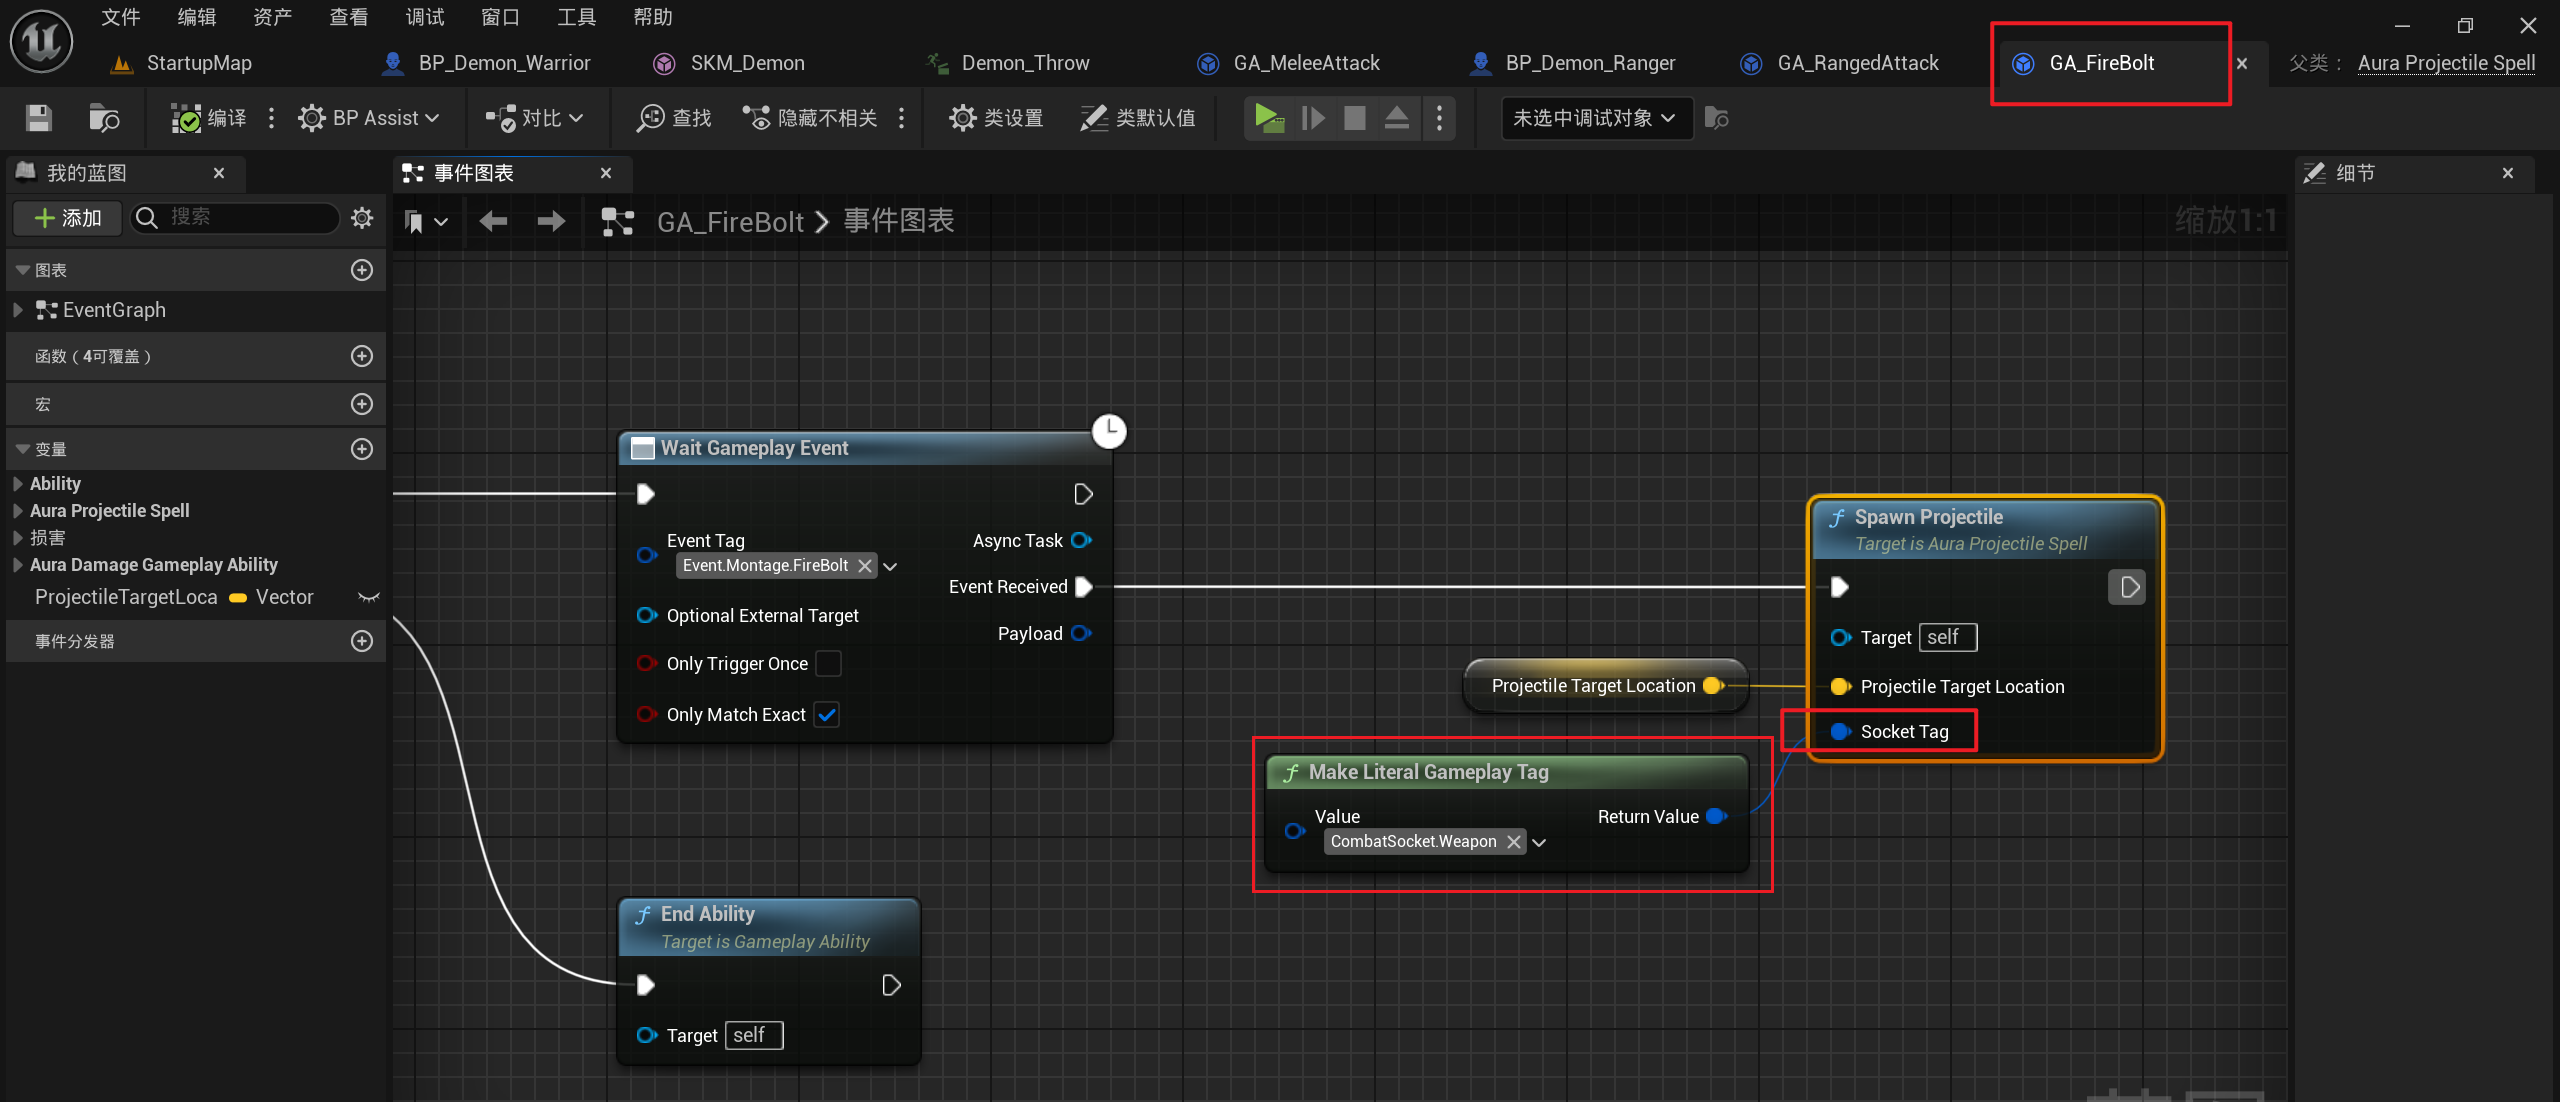 文件 编辑 资产 查看 调试 窗口 工具 帮助
StartupMap BP_Demon_Warrior SKM_Demon Demon_Throw GA_MeleeAttack BP_Demon_Ranger GA_RangedAttack GA_FireBolt 父类： Aura Projectile Spell
编译 BP Assist 对比 查找 隐藏不相关 类设置 类默认值 未选中调试对象
我的蓝图 事件图表 细节
添加 搜索
GA_FireBolt 事件图表 缩放1:1
图表
EventGraph
函数（4可覆盖）
宏
变量
Ability
Aura Projectile Spell
损害
Aura Damage Gameplay Ability
ProjectileTargetLoca Vector
事件分发器
Wait Gameplay Event
Event Tag
Event.Montage.FireBolt
Async Task
Event Received
Optional External Target
Payload
Only Trigger Once
Only Match Exact
End Ability
Target is Gameplay Ability
Target self
Projectile Target Location
Make Literal Gameplay Tag
Value
CombatSocket.Weapon
Return Value
Spawn Projectile
Target is Aura Projectile Spell
Target self
Projectile Target Location
Socket Tag